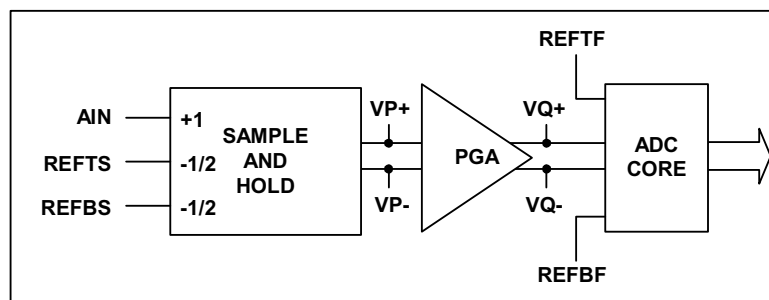 REFTF
AIN
+1
SAMPLE
AND
HOLD
REFTS
-1/2
REFBS
-1/2
VP+
VP-
PGA
VQ+
VQ-
ADC
CORE
REFBF